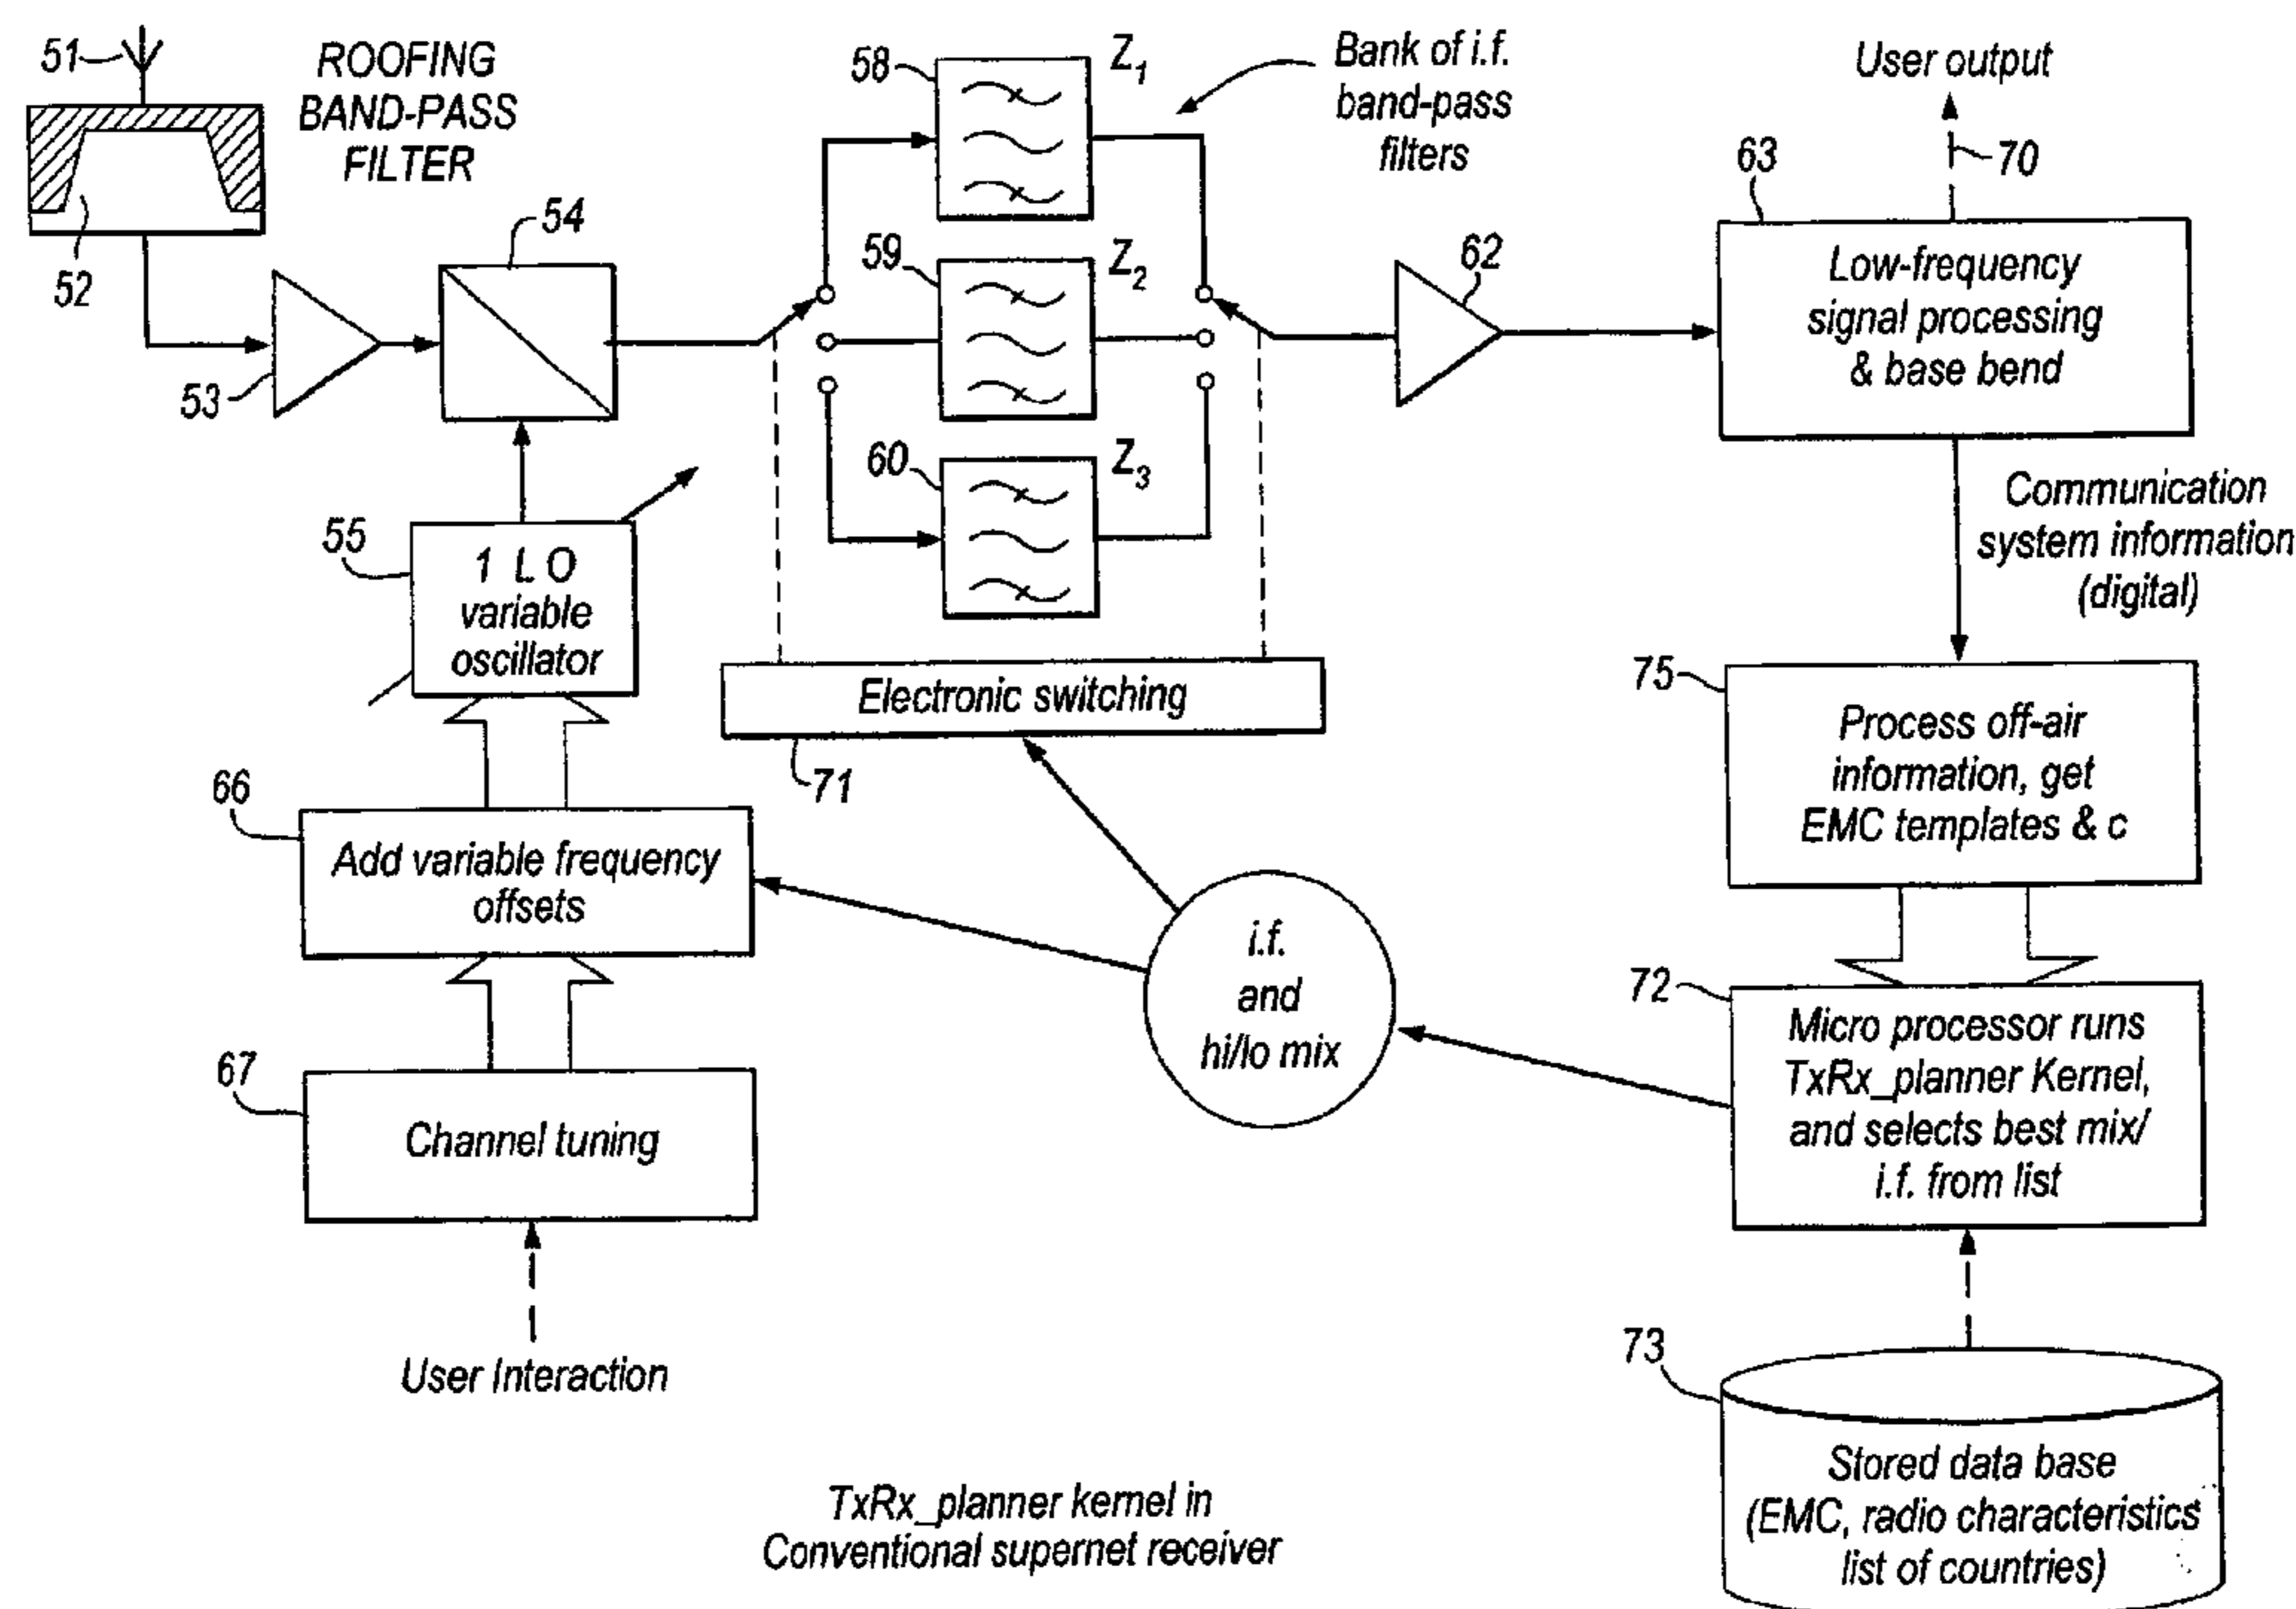 51
ROOFING
BAND-PASS
FILTER
52
53
54
58
Z1
Bank of i.f.
band-pass
filters
59
Z2
60
Z3
62
User output
70
63
Low-frequency
signal processing
& base bend
Communication
system information
(digital)
55
1 L O
variable
oscillator
Electronic switching
71
75
Process off-air
information, get
EMC templates & c
66
Add variable frequency
offsets
i.f.
and
hi/lo mix
72
Micro processor runs
TxRx_planner Kernel,
and selects best mix/
i.f. from list
67
Channel tuning
User Interaction
73
Stored data base
(EMC, radio characteristics
list of countries)
TxRx_planner kernel in
Conventional supernet receiver